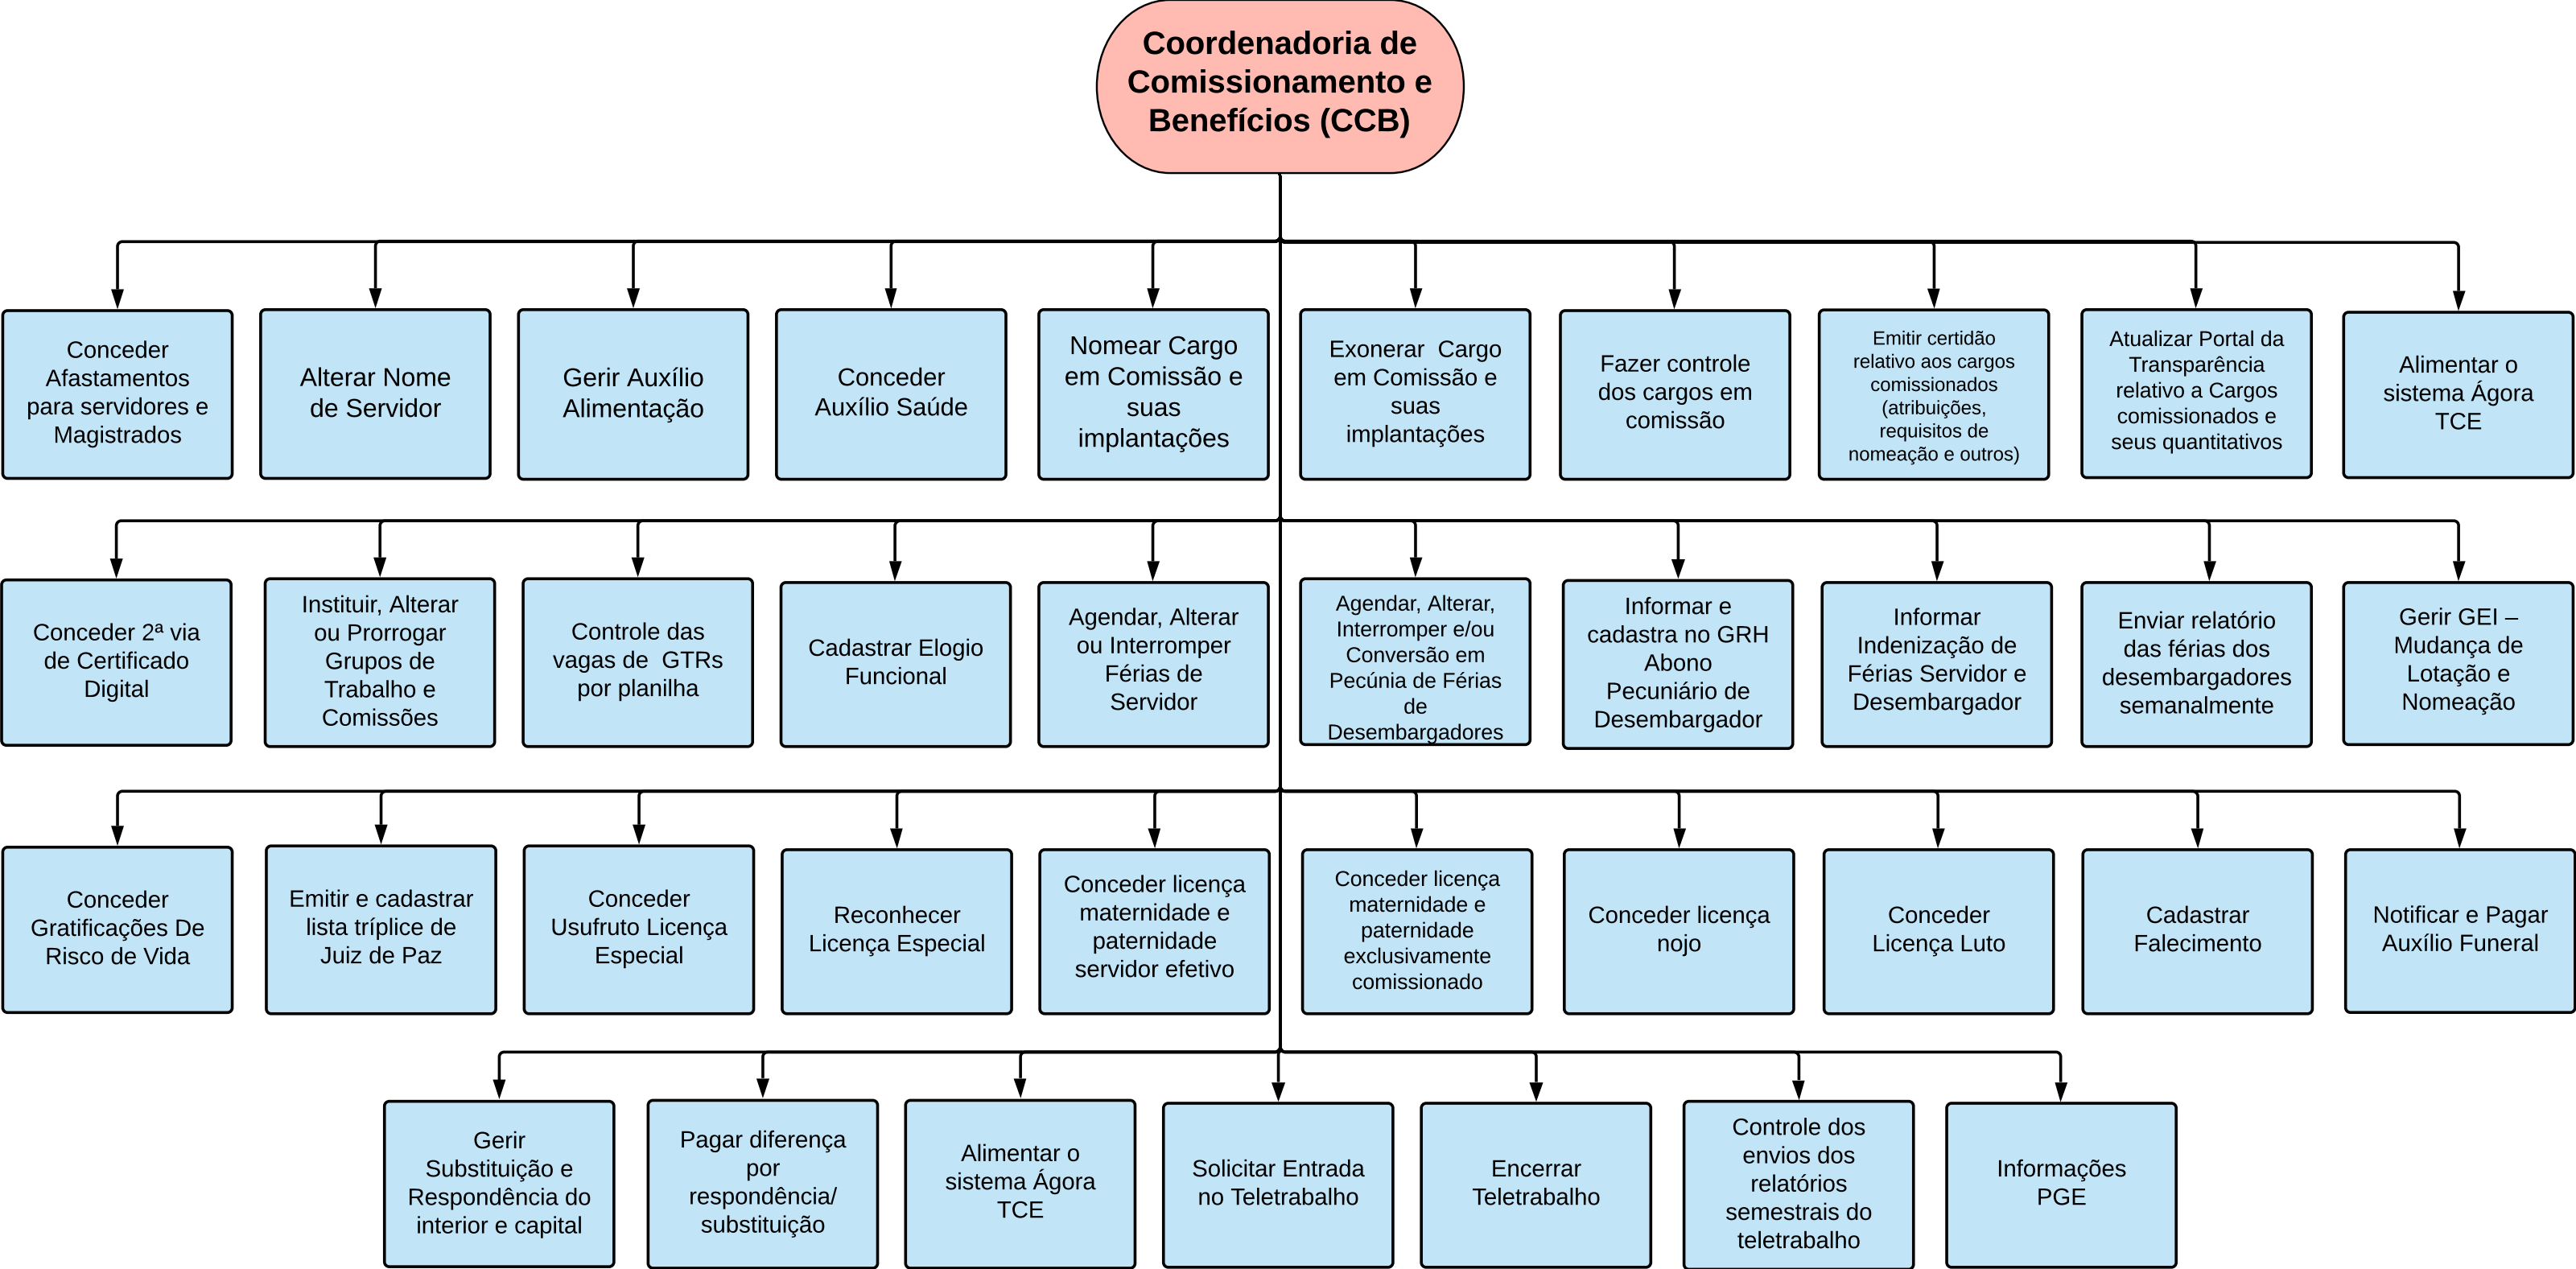 Coordenadoria de
Comissionamento e
Benefícios (CCB)
Conceder
Afastamentos
para servidores e
Magistrados
Alterar Nome
de Servidor
Gerir Auxílio
Alimentação
Conceder
Auxílio Saúde
Nomear Cargo
em Comissão e
suas
implantações
Exonerar  Cargo
em Comissão e
suas
implantações
Fazer controle
dos cargos em
comissão
Emitir certidão
relativo aos cargos
comissionados
(atribuições,
requisitos de
nomeação e outros)
Atualizar Portal da
Transparência
relativo a Cargos
comissionados e
seus quantitativos
Alimentar o
sistema Ágora
TCE
Conceder 2ª via
de Certificado
Digital
Instituir, Alterar
ou Prorrogar
Grupos de
Trabalho e
Comissões
Controle das
vagas de  GTRs
por planilha
Cadastrar Elogio
Funcional
Agendar, Alterar
ou Interromper
Férias de
Servidor
Agendar, Alterar,
Interromper e/ou
Conversão em
Pecúnia de Férias
de
Desembargadores
Informar e
cadastra no GRH
Abono
Pecuniário de
Desembargador
Informar
Indenização de
Férias Servidor e
Desembargador
Enviar relatório
das férias dos
desembargadores
semanalmente
Gerir GEI –
Mudança de
Lotação e
Nomeação
Conceder
Gratificações De
Risco de Vida
Emitir e cadastrar
lista tríplice de
Juiz de Paz
Conceder
Usufruto Licença
Especial
Reconhecer
Licença Especial
Conceder licença
maternidade e
paternidade
servidor efetivo
Conceder licença
maternidade e
paternidade
exclusivamente
comissionado
Conceder licença
nojo
Conceder
Licença Luto
Cadastrar
Falecimento
Notificar e Pagar
Auxílio Funeral
Gerir
Substituição e
Respondência do
interior e capital
Pagar diferença
por
respondência/
substituição
Alimentar o
sistema Ágora
TCE
Solicitar Entrada
no Teletrabalho
Encerrar
Teletrabalho
Controle dos
envios dos
relatórios
semestrais do
teletrabalho
Informações
PGE